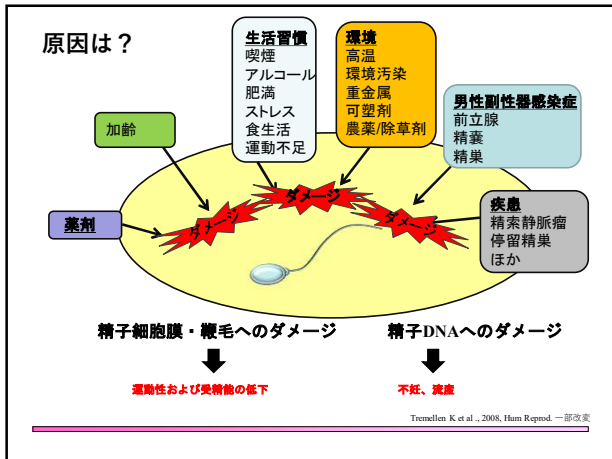 原因は？
生活習慣
喫煙
アルコール
肥満
ストレス
食生活
運動不足
環境
高温
環境汚染
重金属
可塑剤
農薬/除草剤
男性副性器感染症
前立腺
精嚢
精巣
加齢
薬剤
ダメージ
ダメージ
ダメージ
疾患
精索静脈瘤
停留精巣
ほか
精子細胞膜・鞭毛へのダメージ
精子DNAへのダメージ
運動性および受精能の低下
不妊、流産
Tremellen K et al ., 2008, Hum Reprod. 一部改変